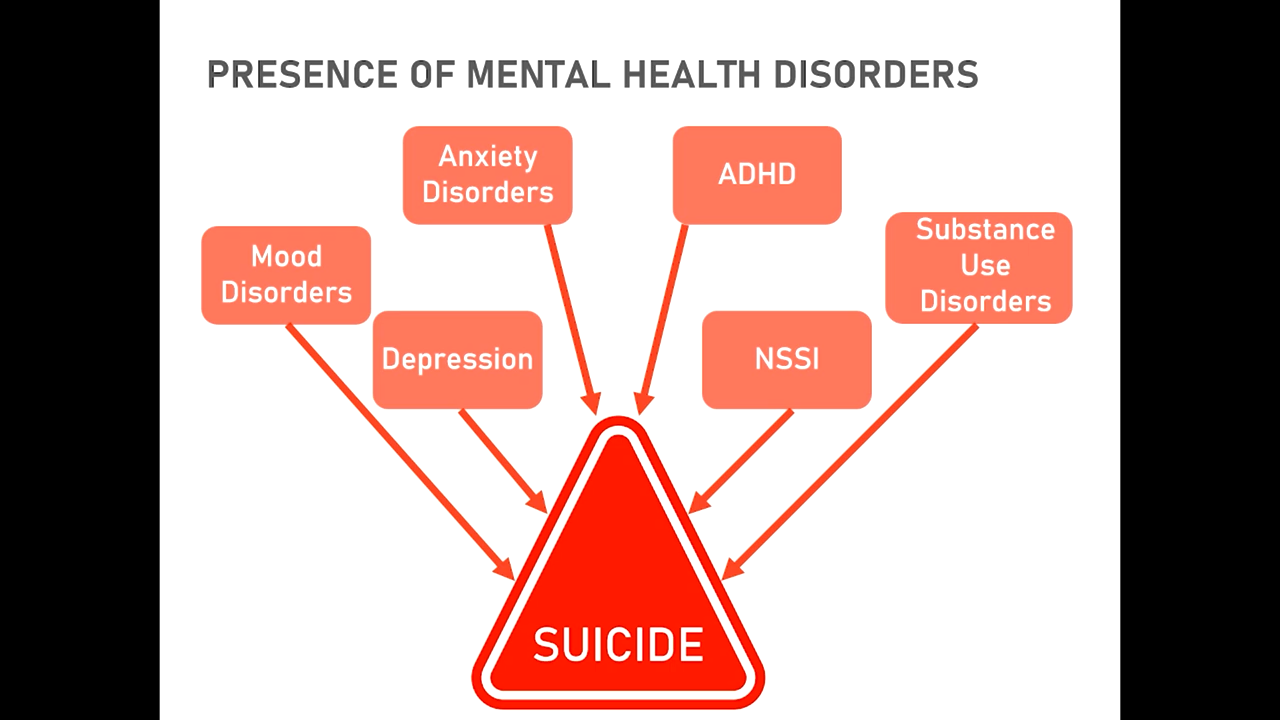 PRESENCE OF MENTAL HEALTH DISORDERS
Anxiety
Disorders
ADHD
Mood
Disorders
Substance
Use
Disorders
Depression
NSSI
SUICIDE